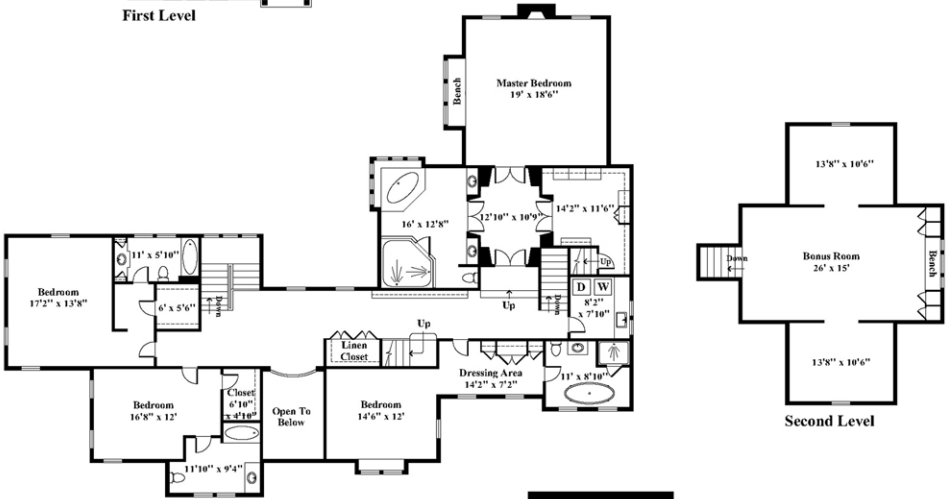 First Level
Master Bedroom
19' x 18'6"
Bench
16' x 12'8"
12'10" x 10'9"
14'2" x 11'6"
Up
11' x 5'10"
Bedroom
17'2" x 13'8"
6' x 5'6"
Down
Up
Down
D W
8'2"
x 7'10"
Up
Linen
Closet
Dressing Area
14'2" x 7'2"
11' x 8'10"
Bedroom
16'8" x 12'
Closet
6'10"
x 4'10"
Open To
Below
Bedroom
14'6" x 12'
11'10" x 9'4"
13'8" x 10'6"
Down
Bonus Room
26' x 15'
Bench
13'8" x 10'6"
Second Level